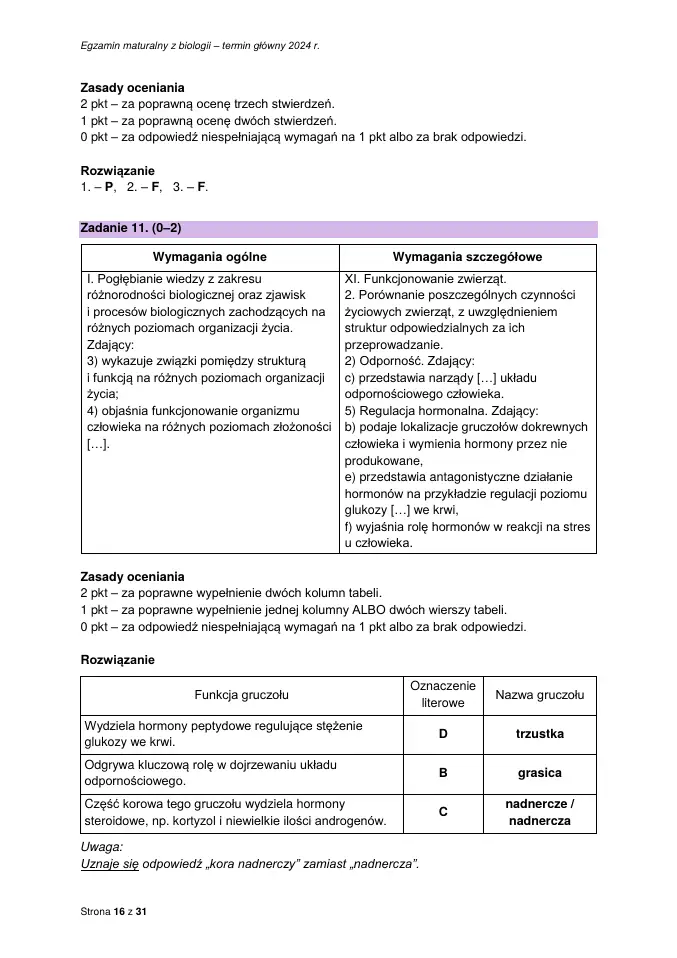 Egzamin maturalny z biologii – termin główny 2024 r.
Zasady oceniania
2 pkt – za poprawną ocenę trzech stwierdzeń.
1 pkt – za poprawną ocenę dwóch stwierdzeń.
0 pkt – za odpowiedź niespełniającą wymagań na 1 pkt albo za brak odpowiedzi.
Rozwiązanie
1. – P, 2. – F, 3. – F.
Zadanie 11. (0–2)
Wymagania ogólne
I. Pogłębianie wiedzy z zakresu
różnorodności biologicznej oraz zjawisk
i procesów biologicznych zachodzących na
różnych poziomach organizacji życia.
Zdający:
3) wykazuje związki pomiędzy strukturą
i funkcją na różnych poziomach organizacji
życia;
4) objaśnia funkcjonowanie organizmu
człowieka na różnych poziomach złożoności
[…].
Wymagania szczegółowe
XI. Funkcjonowanie zwierząt.
2. Porównanie poszczególnych czynności
życiowych zwierząt, z uwzględnieniem
struktur odpowiedzialnych za ich
przeprowadzanie.
2) Odporność. Zdający:
c) przedstawia narządy […] układu
odpornościowego człowieka.
5) Regulacja hormonalna. Zdający:
b) podaje lokalizacje gruczołów dokrewnych
człowieka i wymienia hormony przez nie
produkowane,
e) przedstawia antagonistyczne działanie
hormonów na przykładzie regulacji poziomu
glukozy […] we krwi,
f) wyjaśnia rolę hormonów w reakcji na stres
u człowieka.
Zasady oceniania
2 pkt – za poprawne wypełnienie dwóch kolumn tabeli.
1 pkt – za poprawne wypełnienie jednej kolumny ALBO dwóch wierszy tabeli.
0 pkt – za odpowiedź niespełniającą wymagań na 1 pkt albo za brak odpowiedzi.
Rozwiązanie
Funkcja gruczołu
Oznaczenie
literowe
Nazwa gruczołu
Wydziela hormony peptydowe regulujące stężenie
glukozy we krwi.
D
trzustka
Odgrywa kluczową rolę w dojrzewaniu układu
odpornościowego.
B
grasica
Część korowa tego gruczołu wydziela hormony
steroidowe, np. kortyzol i niewielkie ilości androgenów.
C
nadnercze /
nadnercza
Uwaga:
Uznaje się odpowiedź „kora nadnerczy” zamiast „nadnercza”.
Strona 16 z 31